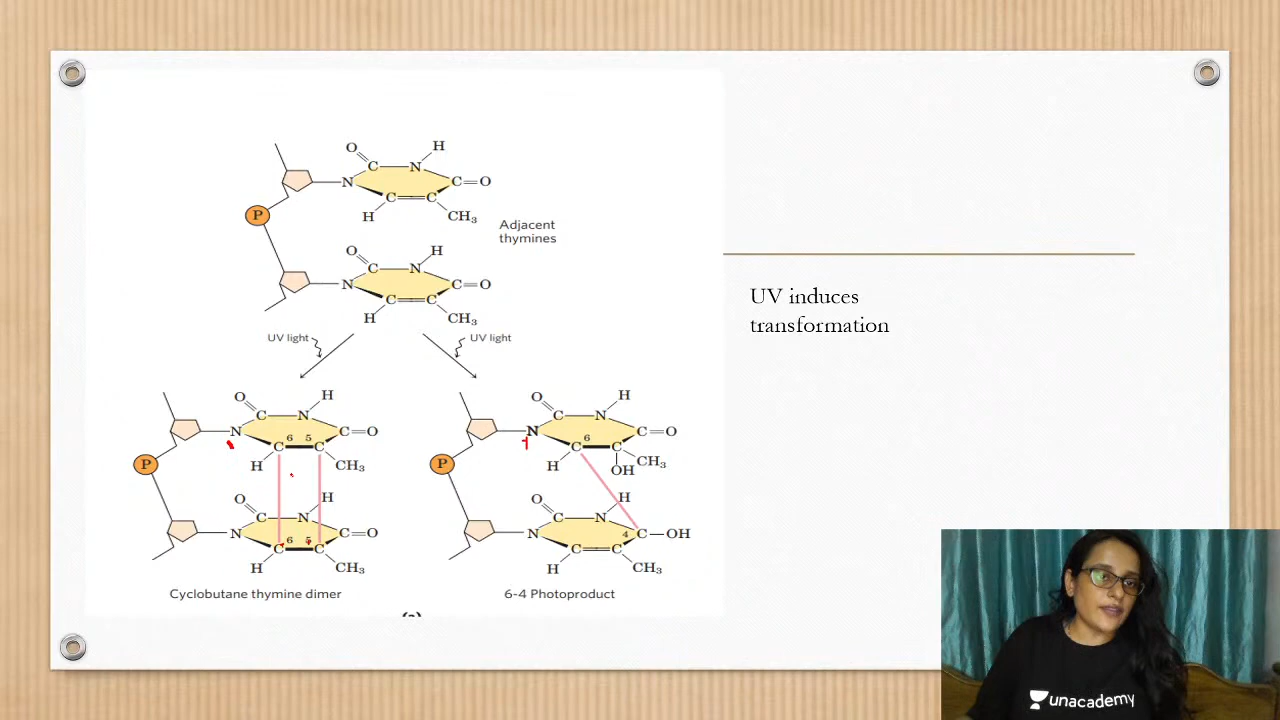 O
C
N
H
N
C=O
H
CH₃
P
Adjacent
thymines
O
C
N
H
N
C=O
H
CH₃
UV light
UV light
O
C
N
H
N
6
5
C=O
C
C
H
CH₃
P
O
C
N
H
N
6
5
C=O
C
C
H
CH₃
Cyclobutane thymine dimer
O
C
N
H
N
6
C=O
C
C
H
OH
CH₃
P
O
C
N
H
N
4
C—OH
C
C
H
CH₃
6-4 Photoproduct
UV induces
transformation
unacademy